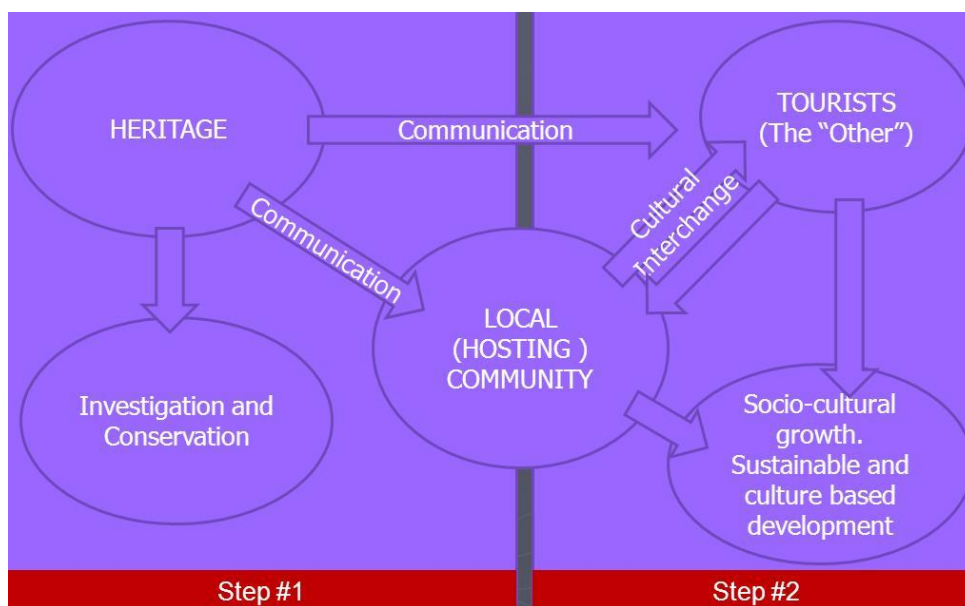 HERITAGE
Communication
TOURISTS
(The “Other”)
Communication
Cultural
Interchange
LOCAL
(HOSTING )
COMMUNITY
Investigation and
Conservation
Socio-cultural
growth.
Sustainable and
culture based
development
Step #1
Step #2